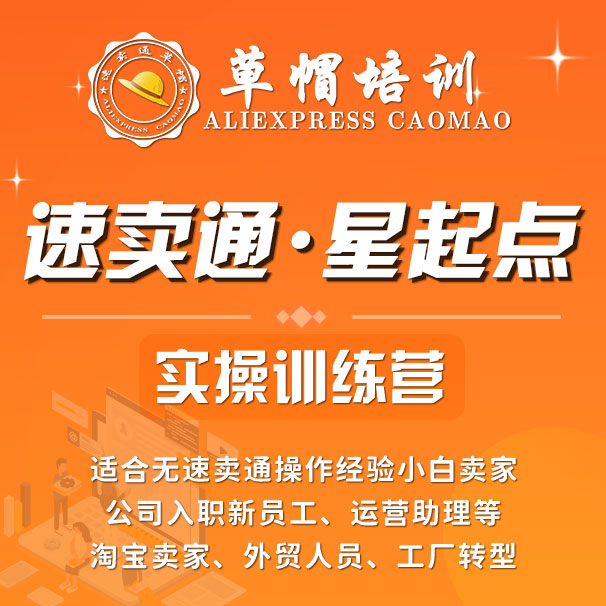 速卖通草帽
ALIEXPRESS CAOMAO
草帽培训
ALIEXPRESS CAOMAO
速卖通·星起点
实操训练营
适合无速卖通操作经验小白卖家
公司入职新员工、运营助理等
淘宝卖家、外贸人员、工厂转型